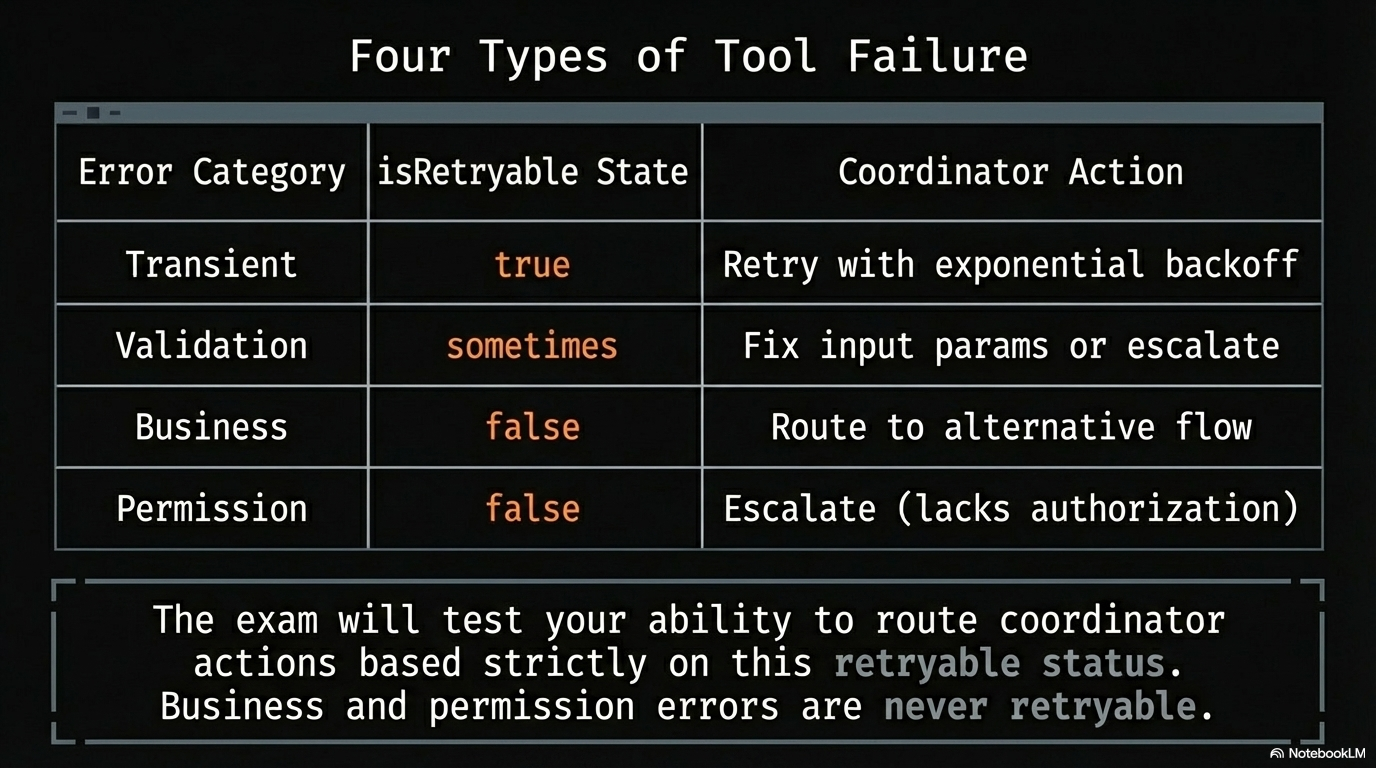 Four Types of Tool Failure
Error Category isRetryable State Coordinator Action
Transient true Retry with exponential backoff
Validation sometimes Fix input params or escalate
Business false Route to alternative flow
Permission false Escalate (lacks authorization)
The exam will test your ability to route coordinator
actions based strictly on this retryable status.
Business and permission errors are never retryable.
NotebookLM